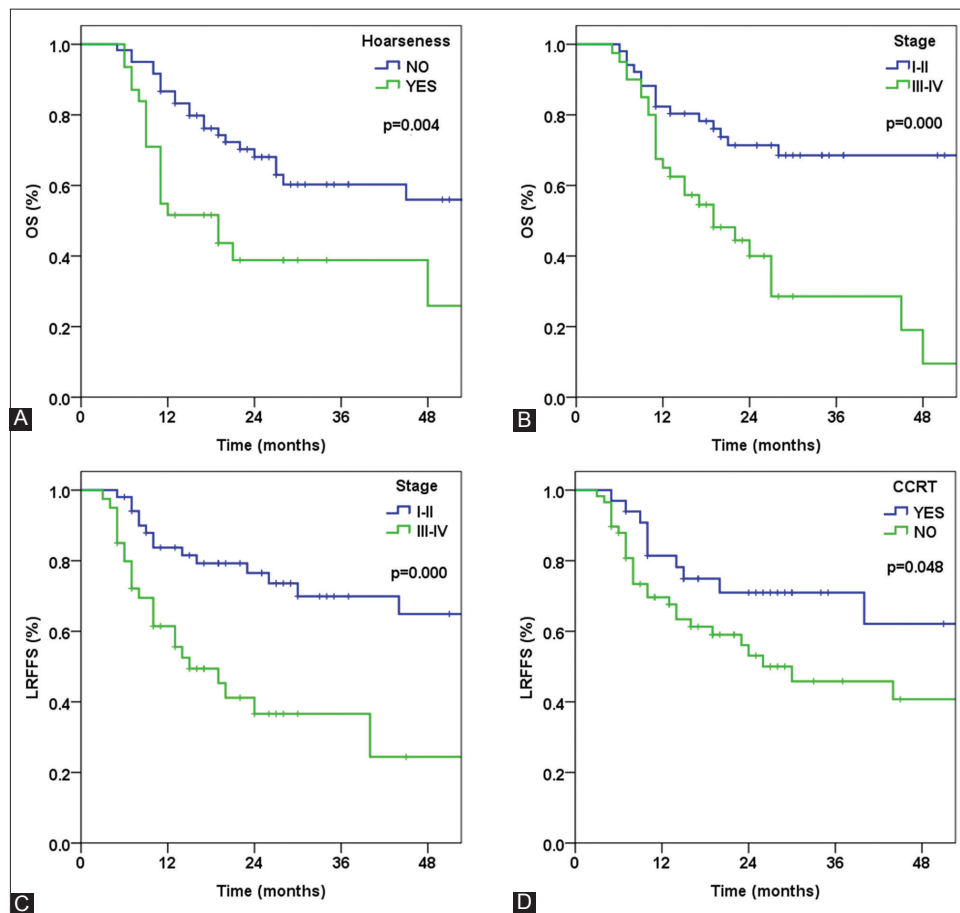 Hoarseness
NO
YES
p=0.004
1.0
0.8
0.6
0.4
0.2
0.0
OS (%)
0 12 24 36 48
Time (months)
A
Stage
I-II
III-IV
p=0.000
1.0
0.8
0.6
0.4
0.2
0.0
OS (%)
0 12 24 36 48
Time (months)
B
Stage
I-II
III-IV
p=0.000
1.0
0.8
0.6
0.4
0.2
0.0
LRFFS (%)
0 12 24 36 48
Time (months)
C
CCRT
YES
NO
p=0.048
1.0
0.8
0.6
0.4
0.2
0.0
LRFFS (%)
0 12 24 36 48
Time (months)
D